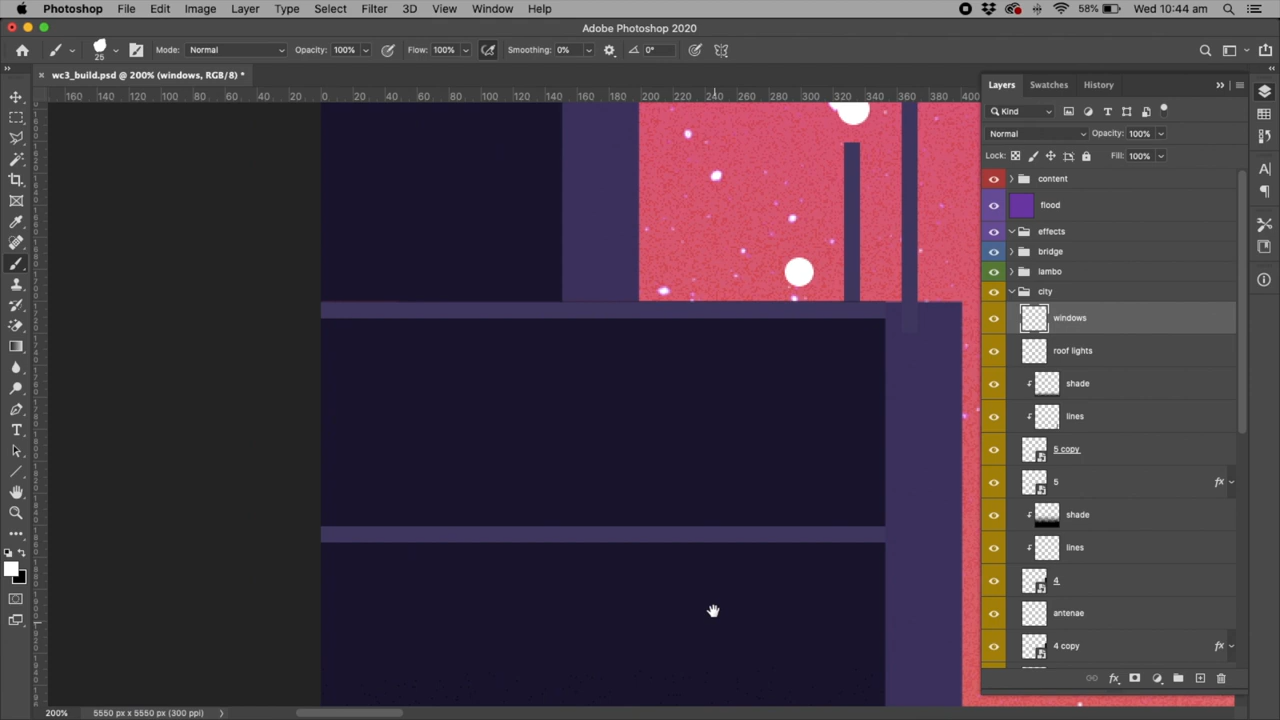 Photoshop File Edit Image Layer Type Select Filter 3D View Window Help 58% Wed 10:44 am
Adobe Photoshop 2020
25 Mode: Normal Opacity: 100% Flow: 100% Smoothing: 0% 0°
wc3_build.psd @ 200% (windows, RGB/8) *
160 140 120 100 80 60 40 20 0 20 40 60 80 100 120 140 160 180 200 220 240 260 280 300 320 340 360 380 400
Layers Swatches History
Kind
Normal Opacity: 100%
Lock: Fill: 100%
content
flood
effects
bridge
lambo
city
windows
roof lights
shade
lines
5 copy
5 fx
shade
lines
4
antenae
4 copy fx
fx
200% 5550 px x 5550 px (300 ppi)